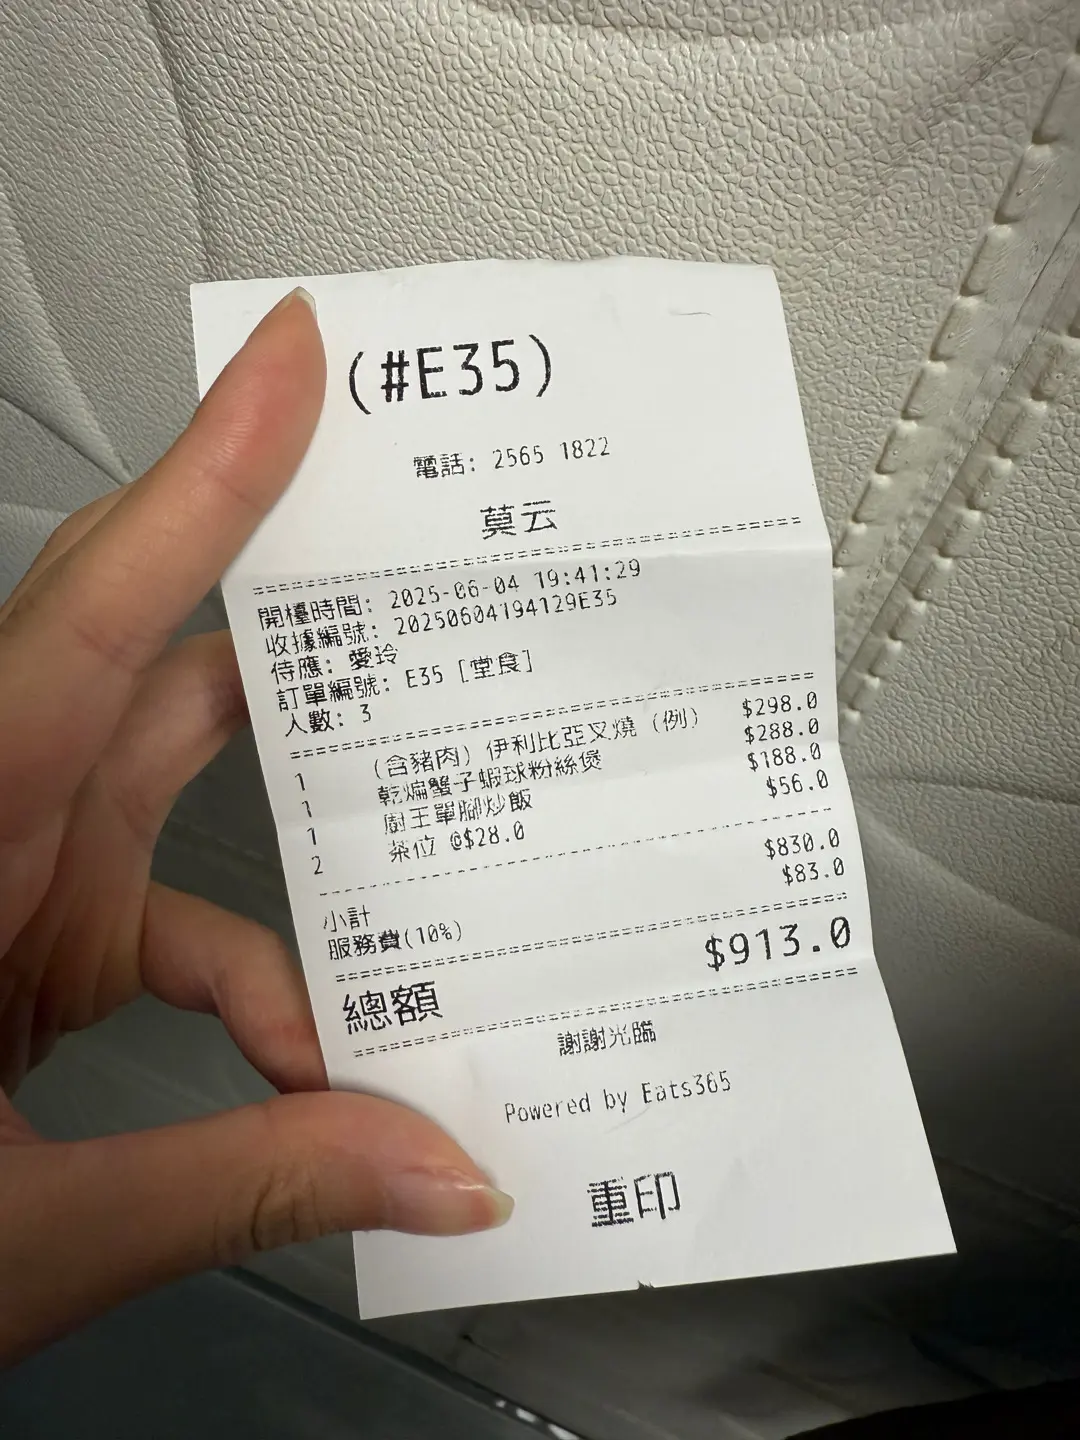 (#E35)
電話: 2565 1822
莫云
開檯時間: 2025-06-04 19:41:29
收據編號: 20250604194129E35
侍應: 愛玲
訂單編號: E35 [堂食]
人數: 3
1 (含豬肉) 伊利比亞叉燒 (例) $298.0
1 乾煸蟹子蝦球粉絲煲 $288.0
1 廚王單腳炒飯 $188.0
2 茶位 @$28.0 $56.0
小計 $830.0
服務費(10%) $83.0
總額 $913.0
謝謝光臨
Powered by Eats365
重印